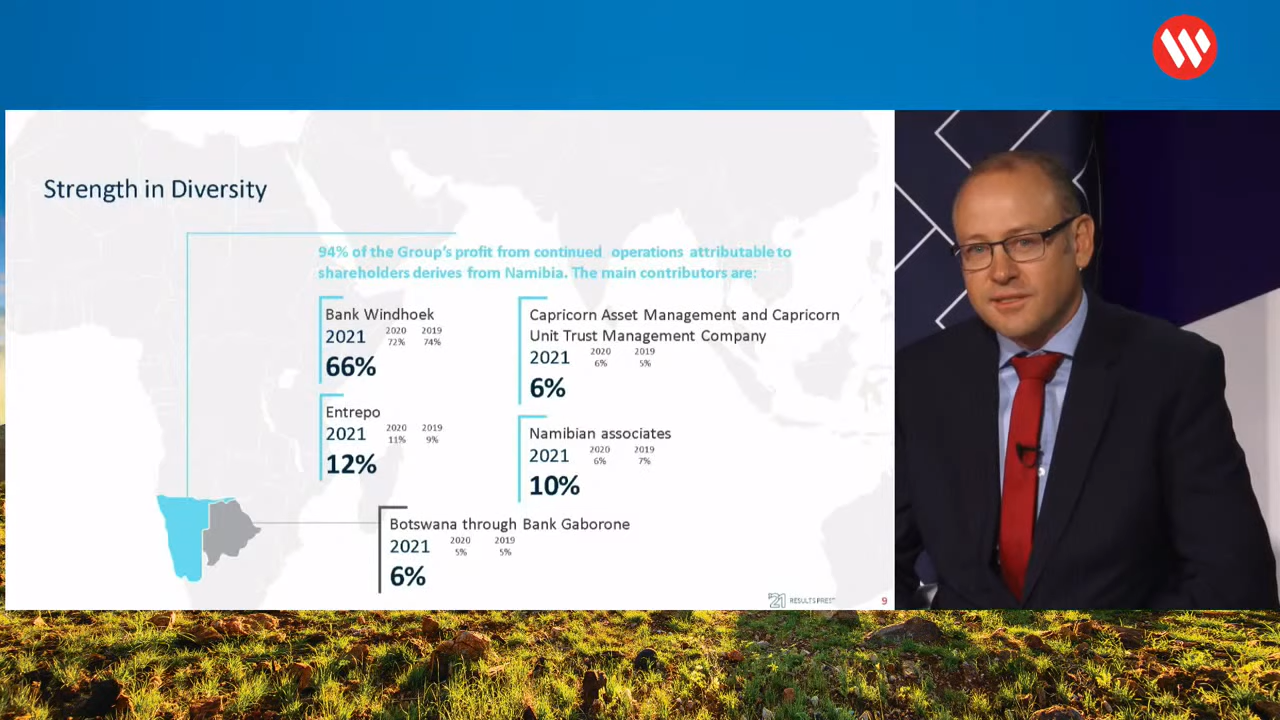 Strength in Diversity
94% of the Group's profit from continued operations attributable to
shareholders derives from Namibia. The main contributors are:
Bank Windhoek
2021 2020 2019
72% 74%
66%
Capricorn Asset Management and Capricorn
Unit Trust Management Company
2021 2020 2019
6% 5%
6%
Entrepo
2021 2020 2019
11% 9%
12%
Namibian associates
2021 2020 2019
6% 7%
10%
Botswana through Bank Gaborone
2021 2020 2019
5% 5%
6%
'21 RESULTS
9